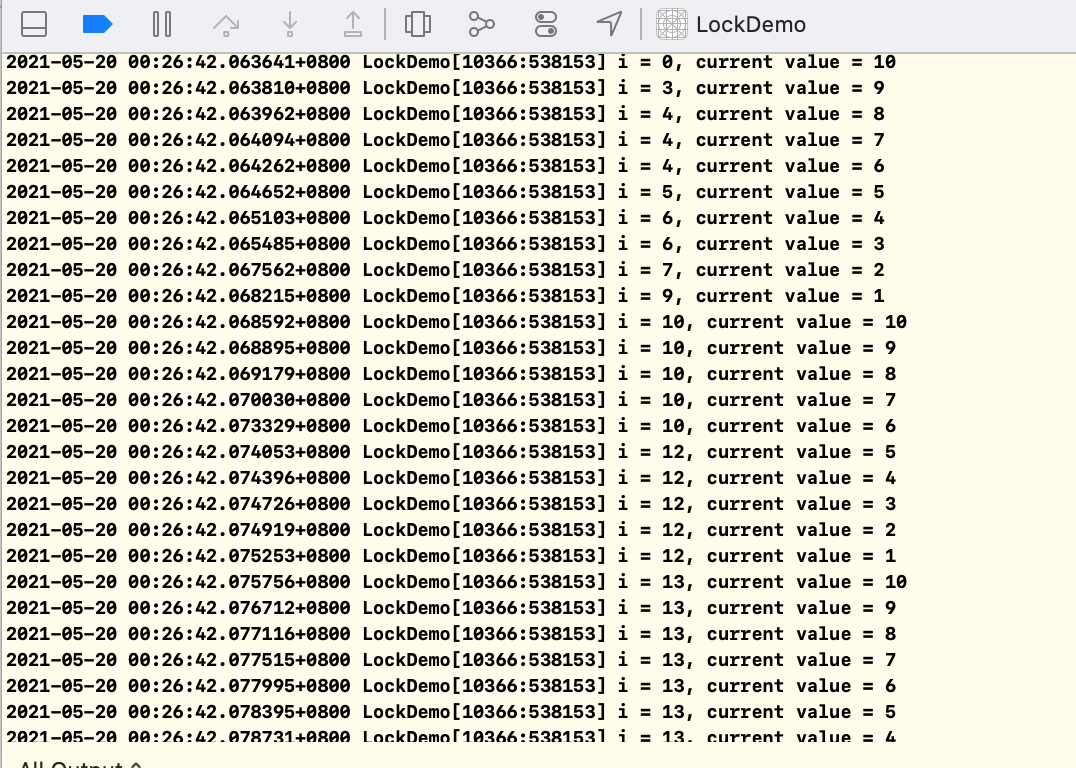 LockDemo
2021-05-20 00:26:42.063641+0800 LockDemo[10366:538153] i = 0, current value = 10
2021-05-20 00:26:42.063810+0800 LockDemo[10366:538153] i = 3, current value = 9
2021-05-20 00:26:42.063962+0800 LockDemo[10366:538153] i = 4, current value = 8
2021-05-20 00:26:42.064094+0800 LockDemo[10366:538153] i = 4, current value = 7
2021-05-20 00:26:42.064262+0800 LockDemo[10366:538153] i = 4, current value = 6
2021-05-20 00:26:42.064652+0800 LockDemo[10366:538153] i = 5, current value = 5
2021-05-20 00:26:42.065103+0800 LockDemo[10366:538153] i = 6, current value = 4
2021-05-20 00:26:42.065485+0800 LockDemo[10366:538153] i = 6, current value = 3
2021-05-20 00:26:42.067562+0800 LockDemo[10366:538153] i = 7, current value = 2
2021-05-20 00:26:42.068215+0800 LockDemo[10366:538153] i = 9, current value = 1
2021-05-20 00:26:42.068592+0800 LockDemo[10366:538153] i = 10, current value = 10
2021-05-20 00:26:42.068895+0800 LockDemo[10366:538153] i = 10, current value = 9
2021-05-20 00:26:42.069179+0800 LockDemo[10366:538153] i = 10, current value = 8
2021-05-20 00:26:42.070030+0800 LockDemo[10366:538153] i = 10, current value = 7
2021-05-20 00:26:42.073329+0800 LockDemo[10366:538153] i = 10, current value = 6
2021-05-20 00:26:42.074053+0800 LockDemo[10366:538153] i = 12, current value = 5
2021-05-20 00:26:42.074396+0800 LockDemo[10366:538153] i = 12, current value = 4
2021-05-20 00:26:42.074726+0800 LockDemo[10366:538153] i = 12, current value = 3
2021-05-20 00:26:42.074919+0800 LockDemo[10366:538153] i = 12, current value = 2
2021-05-20 00:26:42.075253+0800 LockDemo[10366:538153] i = 12, current value = 1
2021-05-20 00:26:42.075756+0800 LockDemo[10366:538153] i = 13, current value = 10
2021-05-20 00:26:42.076712+0800 LockDemo[10366:538153] i = 13, current value = 9
2021-05-20 00:26:42.077116+0800 LockDemo[10366:538153] i = 13, current value = 8
2021-05-20 00:26:42.077515+0800 LockDemo[10366:538153] i = 13, current value = 7
2021-05-20 00:26:42.077995+0800 LockDemo[10366:538153] i = 13, current value = 6
2021-05-20 00:26:42.078395+0800 LockDemo[10366:538153] i = 13, current value = 5
2021-05-20 00:26:42.078731+0800 LockDemo[10366:538153] i = 13, current value = 4
All Output